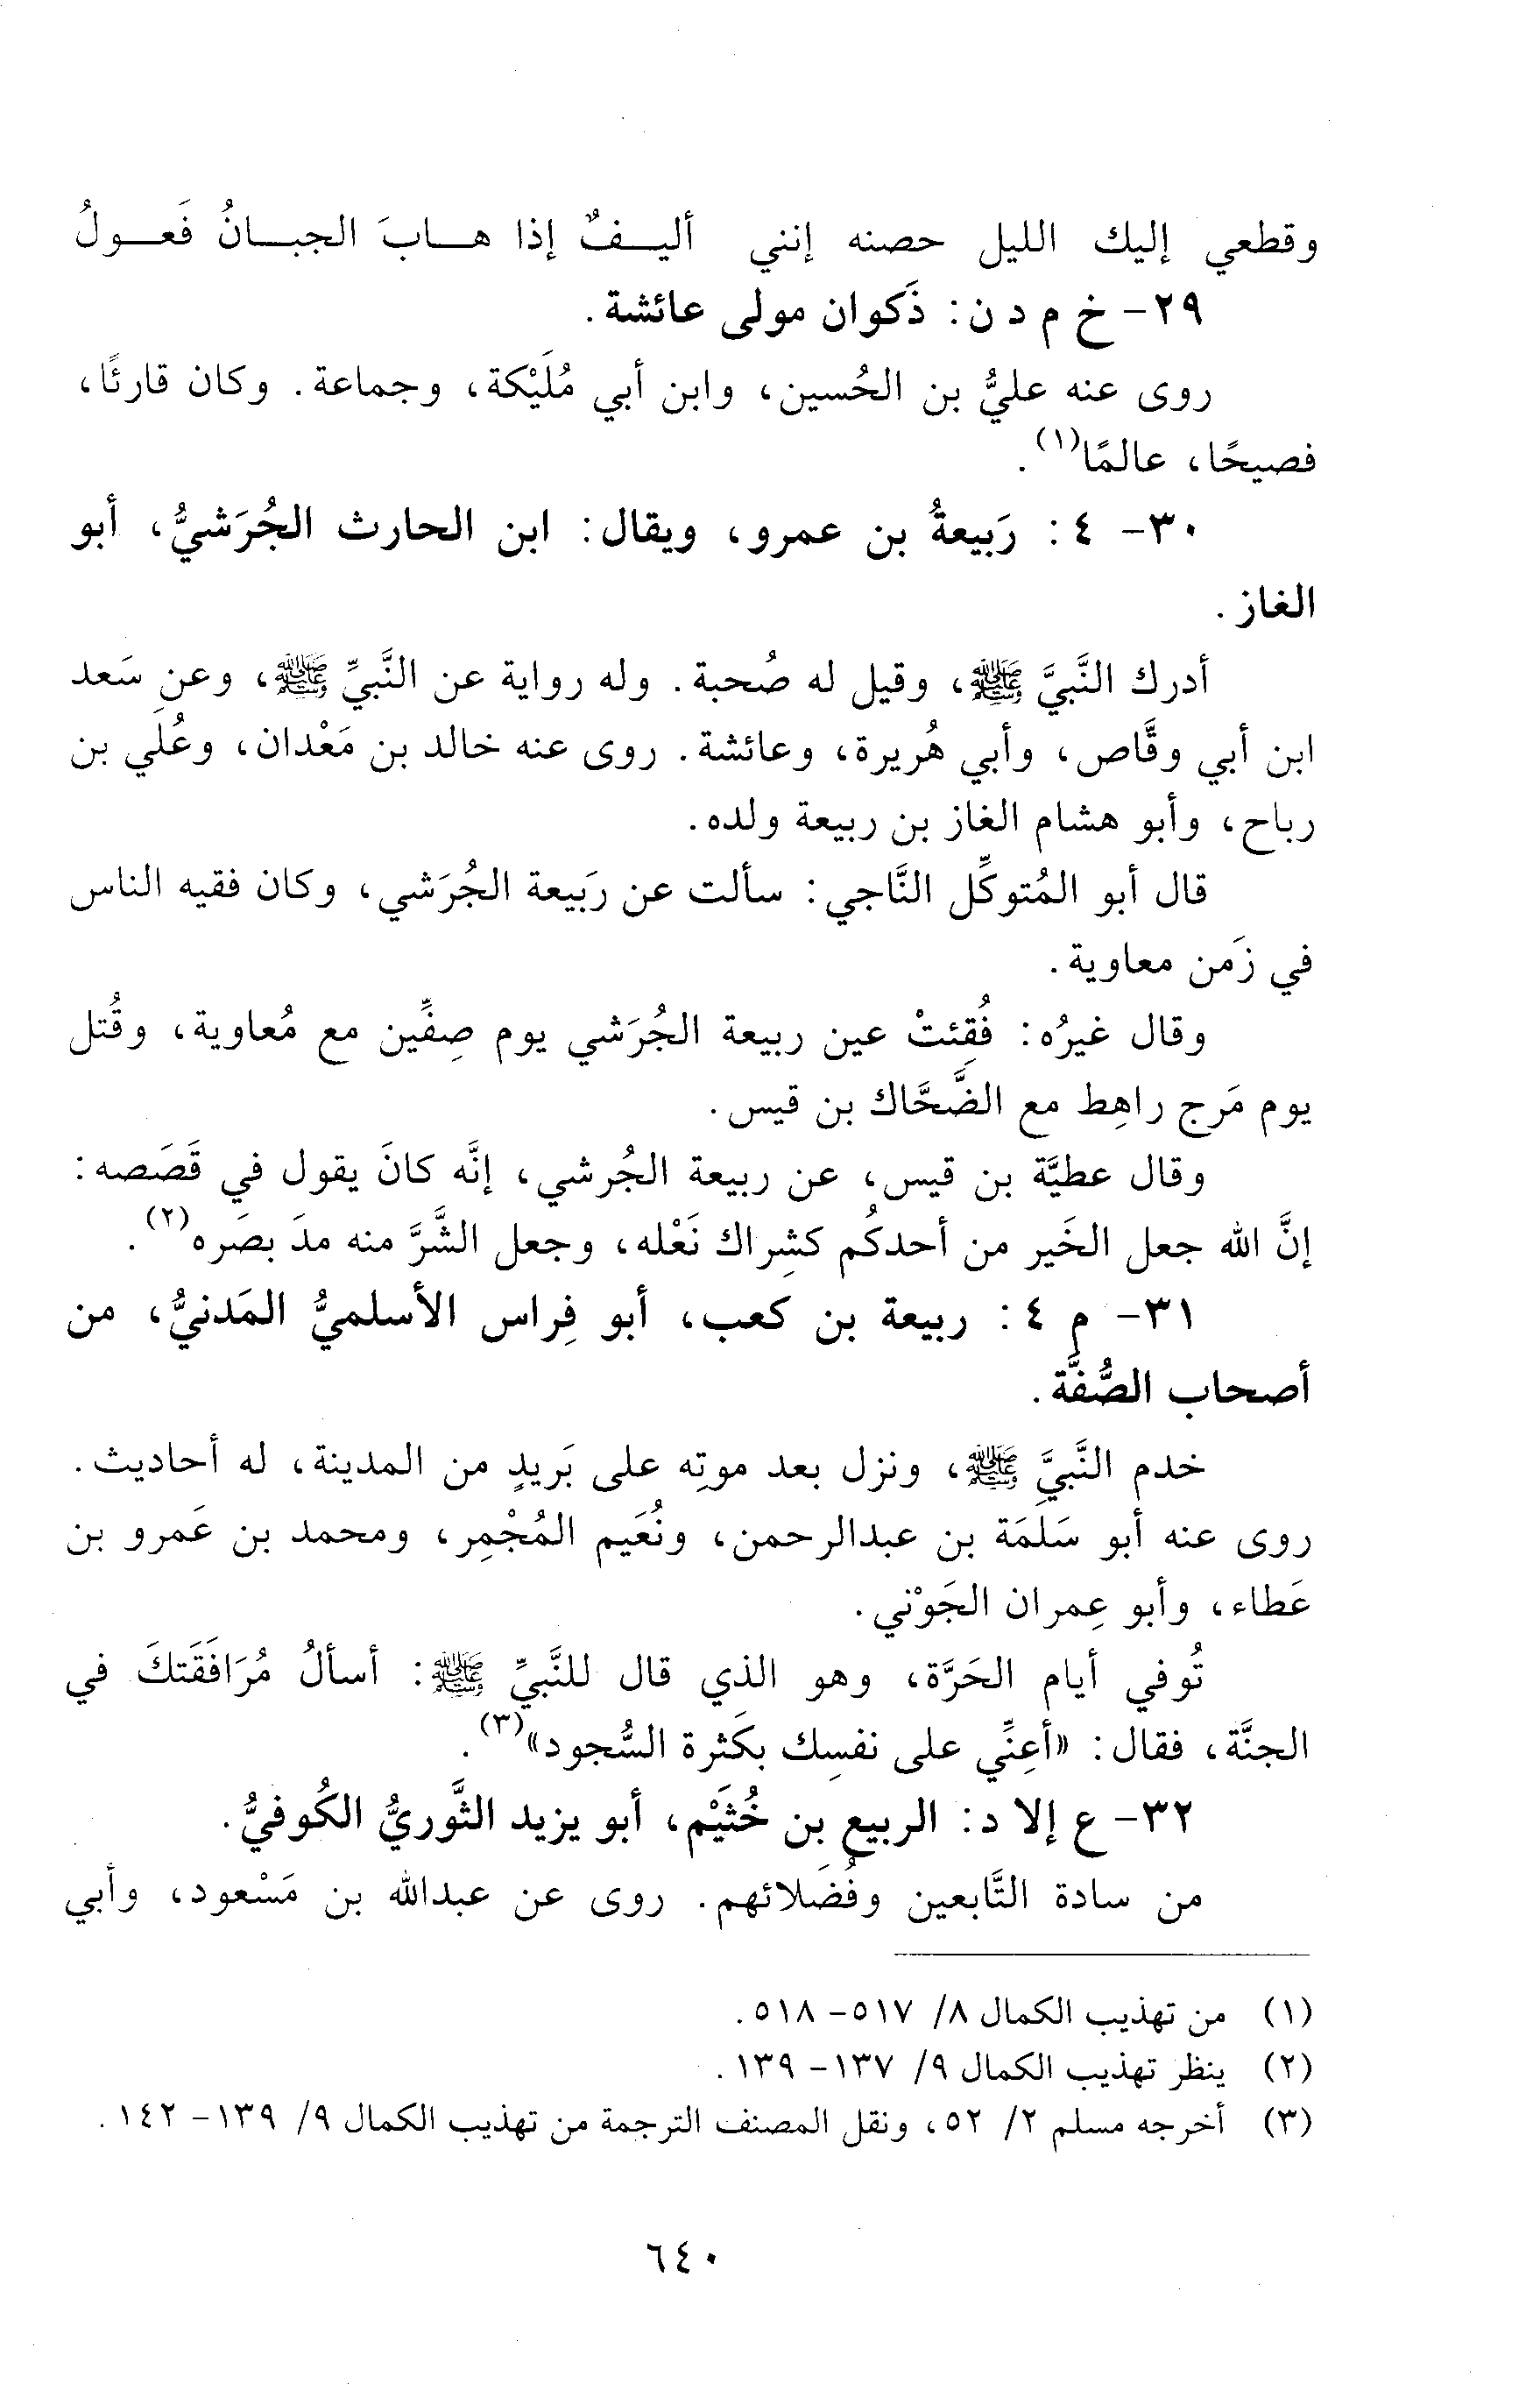 وقطعي إليك الليل حصنه إنني أليـفٌ إذا هـابَ الجبـانُ فَعـولُ
٢٩- خ م د ن: ذَكوان مولى عائشة.
روى عنه عليُّ بن الحُسين، وابن أبي مُلَيْكة، وجماعة. وكان قارئًا،
فصيحًا، عالمًا(١).
٣٠- ٤: رَبيعةُ بن عمرو، ويقال: ابن الحارث الجُرَشيُّ، أبو
الغاز.
أدرك النَّبيَّ ﷺ، وقيل له صُحبة. وله رواية عن النَّبيِّ ﷺ، وعن سَعد
ابن أبي وقَّاص، وأبي هُريرة، وعائشة. روى عنه خالد بن مَعْدان، وعُلَي بن
رباح، وأبو هشام الغاز بن ربيعة ولده.
قال أبو المُتوكِّل النَّاجي: سألت عن رَبيعة الجُرَشي، وكان فقيه الناس
في زَمن معاوية.
وقال غيرُه: فُقِئتْ عين ربيعة الجُرَشي يوم صِفِّين مع مُعاوية، وقُتل
يوم مَرج راهِط مع الضَّحَّاك بن قيس.
وقال عطيَّة بن قيس، عن ربيعة الجُرشي، إنَّه كانَ يقول في قَصَصه:
إنَّ الله جعل الخَير من أحدكُم كشِراك نَعْله، وجعل الشَّرَّ منه مدَ بصَره(٢).
٣١- م ٤: ربيعة بن كعب، أبو فِراس الأسلميُّ المَدنيُّ، من
أصحاب الصُّفَّة.
خدم النَّبيَّ ﷺ، ونزل بعد موتِه على بَريدٍ من المدينة، له أحاديث.
روى عنه أبو سَلمَة بن عبدالرحمن، ونُعَيم المُجْمِر، ومحمد بن عَمرو بن
عَطاء، وأبو عِمران الجَوْني.
تُوفي أيام الحَرَّة، وهو الذي قال للنَّبيِّ ﷺ: أسألُ مُرَافَقَتكَ في
الجنَّة، فقال: «أعِنِّي على نفسِك بكَثرة السُّجود»(٣).
٣٢- ع إلا د: الربيع بن خُثَيْم، أبو يزيد الثَّوريُّ الكُوفيُّ.
من سادة التَّابعين وفُضَلائهم. روى عن عبدالله بن مَسْعود، وأبي
(١) من تهذيب الكمال ٨/ ٥١٧- ٥١٨.
(٢) ينظر تهذيب الكمال ٩/ ١٣٧- ١٣٩.
(٣) أخرجه مسلم ٢/ ٥٢، ونقل المصنف الترجمة من تهذيب الكمال ٩/ ١٣٩- ١٤٢.
٦٤٠